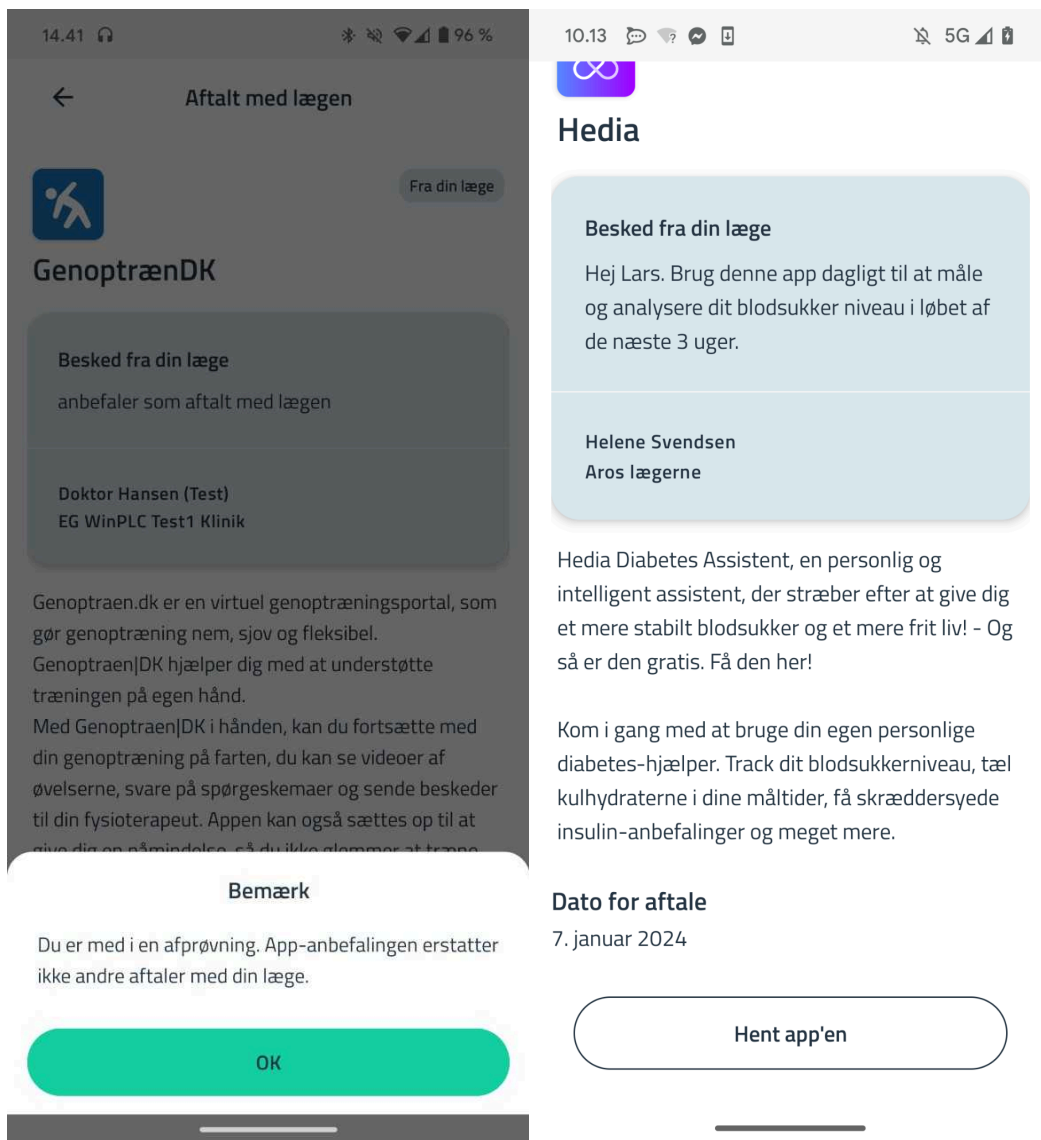 14.41
96 %
Aftalt med lægen
Fra din læge
GenoptrænDK
Besked fra din læge
anbefaler som aftalt med lægen
Doktor Hansen (Test)
EG WinPLC Test1 Klinik
Genoptraen.dk er en virtuel genoptræningsportal, som
gør genoptræning nem, sjov og fleksibel.
Genoptraen|DK hjælper dig med at understøtte
træningen på egen hånd.
Med Genoptraen|DK i hånden, kan du fortsætte med
din genoptræning på farten, du kan se videoer af
øvelserne, svare på spørgeskemaer og sende beskeder
til din fysioterapeut. Appen kan også sættes op til at
give dig en påmindelse, så du ikke glemmer at træne
Bemærk
Du er med i en afprøvning. App-anbefalingen erstatter
ikke andre aftaler med din læge.
OK
10.13
5G
Hedia
Besked fra din læge
Hej Lars. Brug denne app dagligt til at måle
og analysere dit blodsukker niveau i løbet af
de næste 3 uger.
Helene Svendsen
Aros lægerne
Hedia Diabetes Assistent, en personlig og
intelligent assistent, der stræber efter at give dig
et mere stabilt blodsukker og et mere frit liv! - Og
så er den gratis. Få den her!
Kom i gang med at bruge din egen personlige
diabetes-hjælper. Track dit blodsukkerniveau, tæl
kulhydraterne i dine måltider, få skræddersyede
insulin-anbefalinger og meget mere.
Dato for aftale
7. januar 2024
Hent app'en